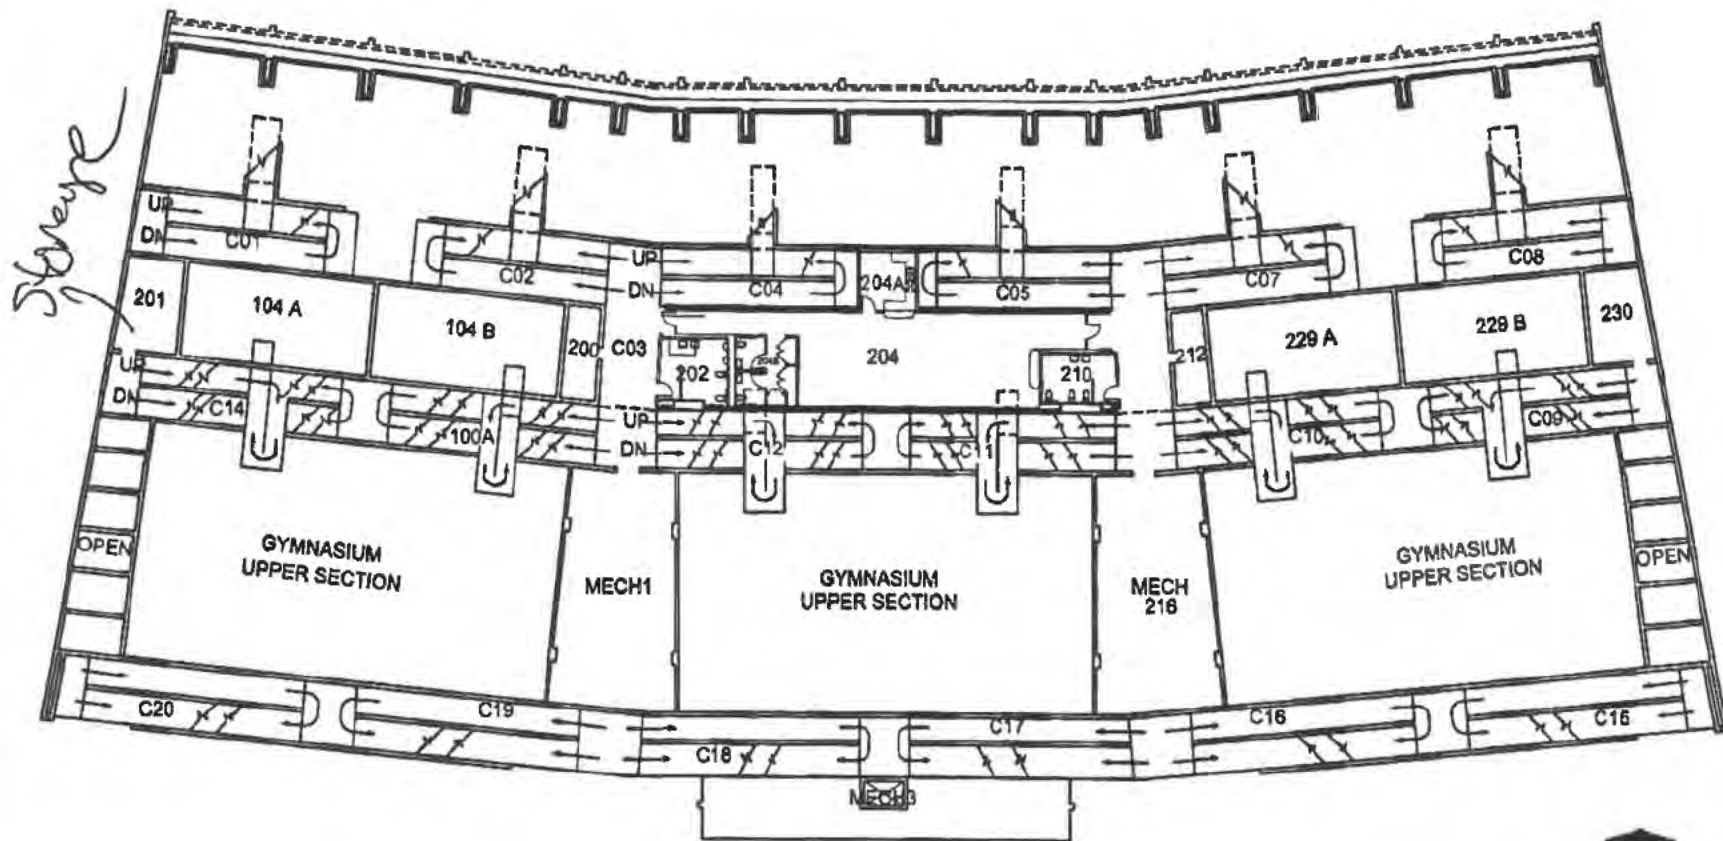 Storage
UP
DN
C01
C02
UP
DN
C04
204A
C05
C07
C08
201
104 A
104 B
200
C03
202
204
210
212
229 A
229 B
230
UP
DN
C14
100A
UP
DN
C12
C11
C10
C09
OPEN
GYMNASIUM
UPPER SECTION
MECH1
GYMNASIUM
UPPER SECTION
MECH
216
GYMNASIUM
UPPER SECTION
OPEN
C20
C19
C18
C17
C16
C15
MECH3